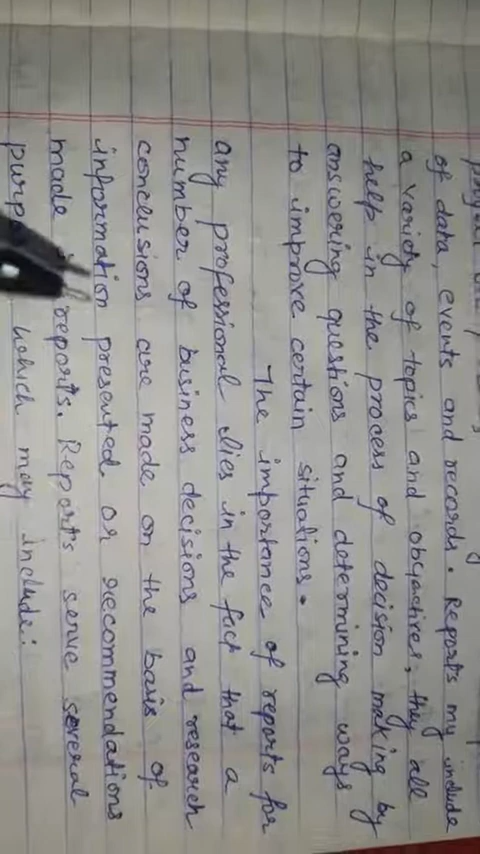 of data, events and records. Reports my include
a variety of topics and objactives, they all
help in the process of decision making by
answering questions and determining ways
to improve certain situations.
The importance of reports for
any professional lies in the fact that a
number of business decisions and research
conclusions are made on the basis of
information presented or recommendations
made reports. Reports serve several
which may include: